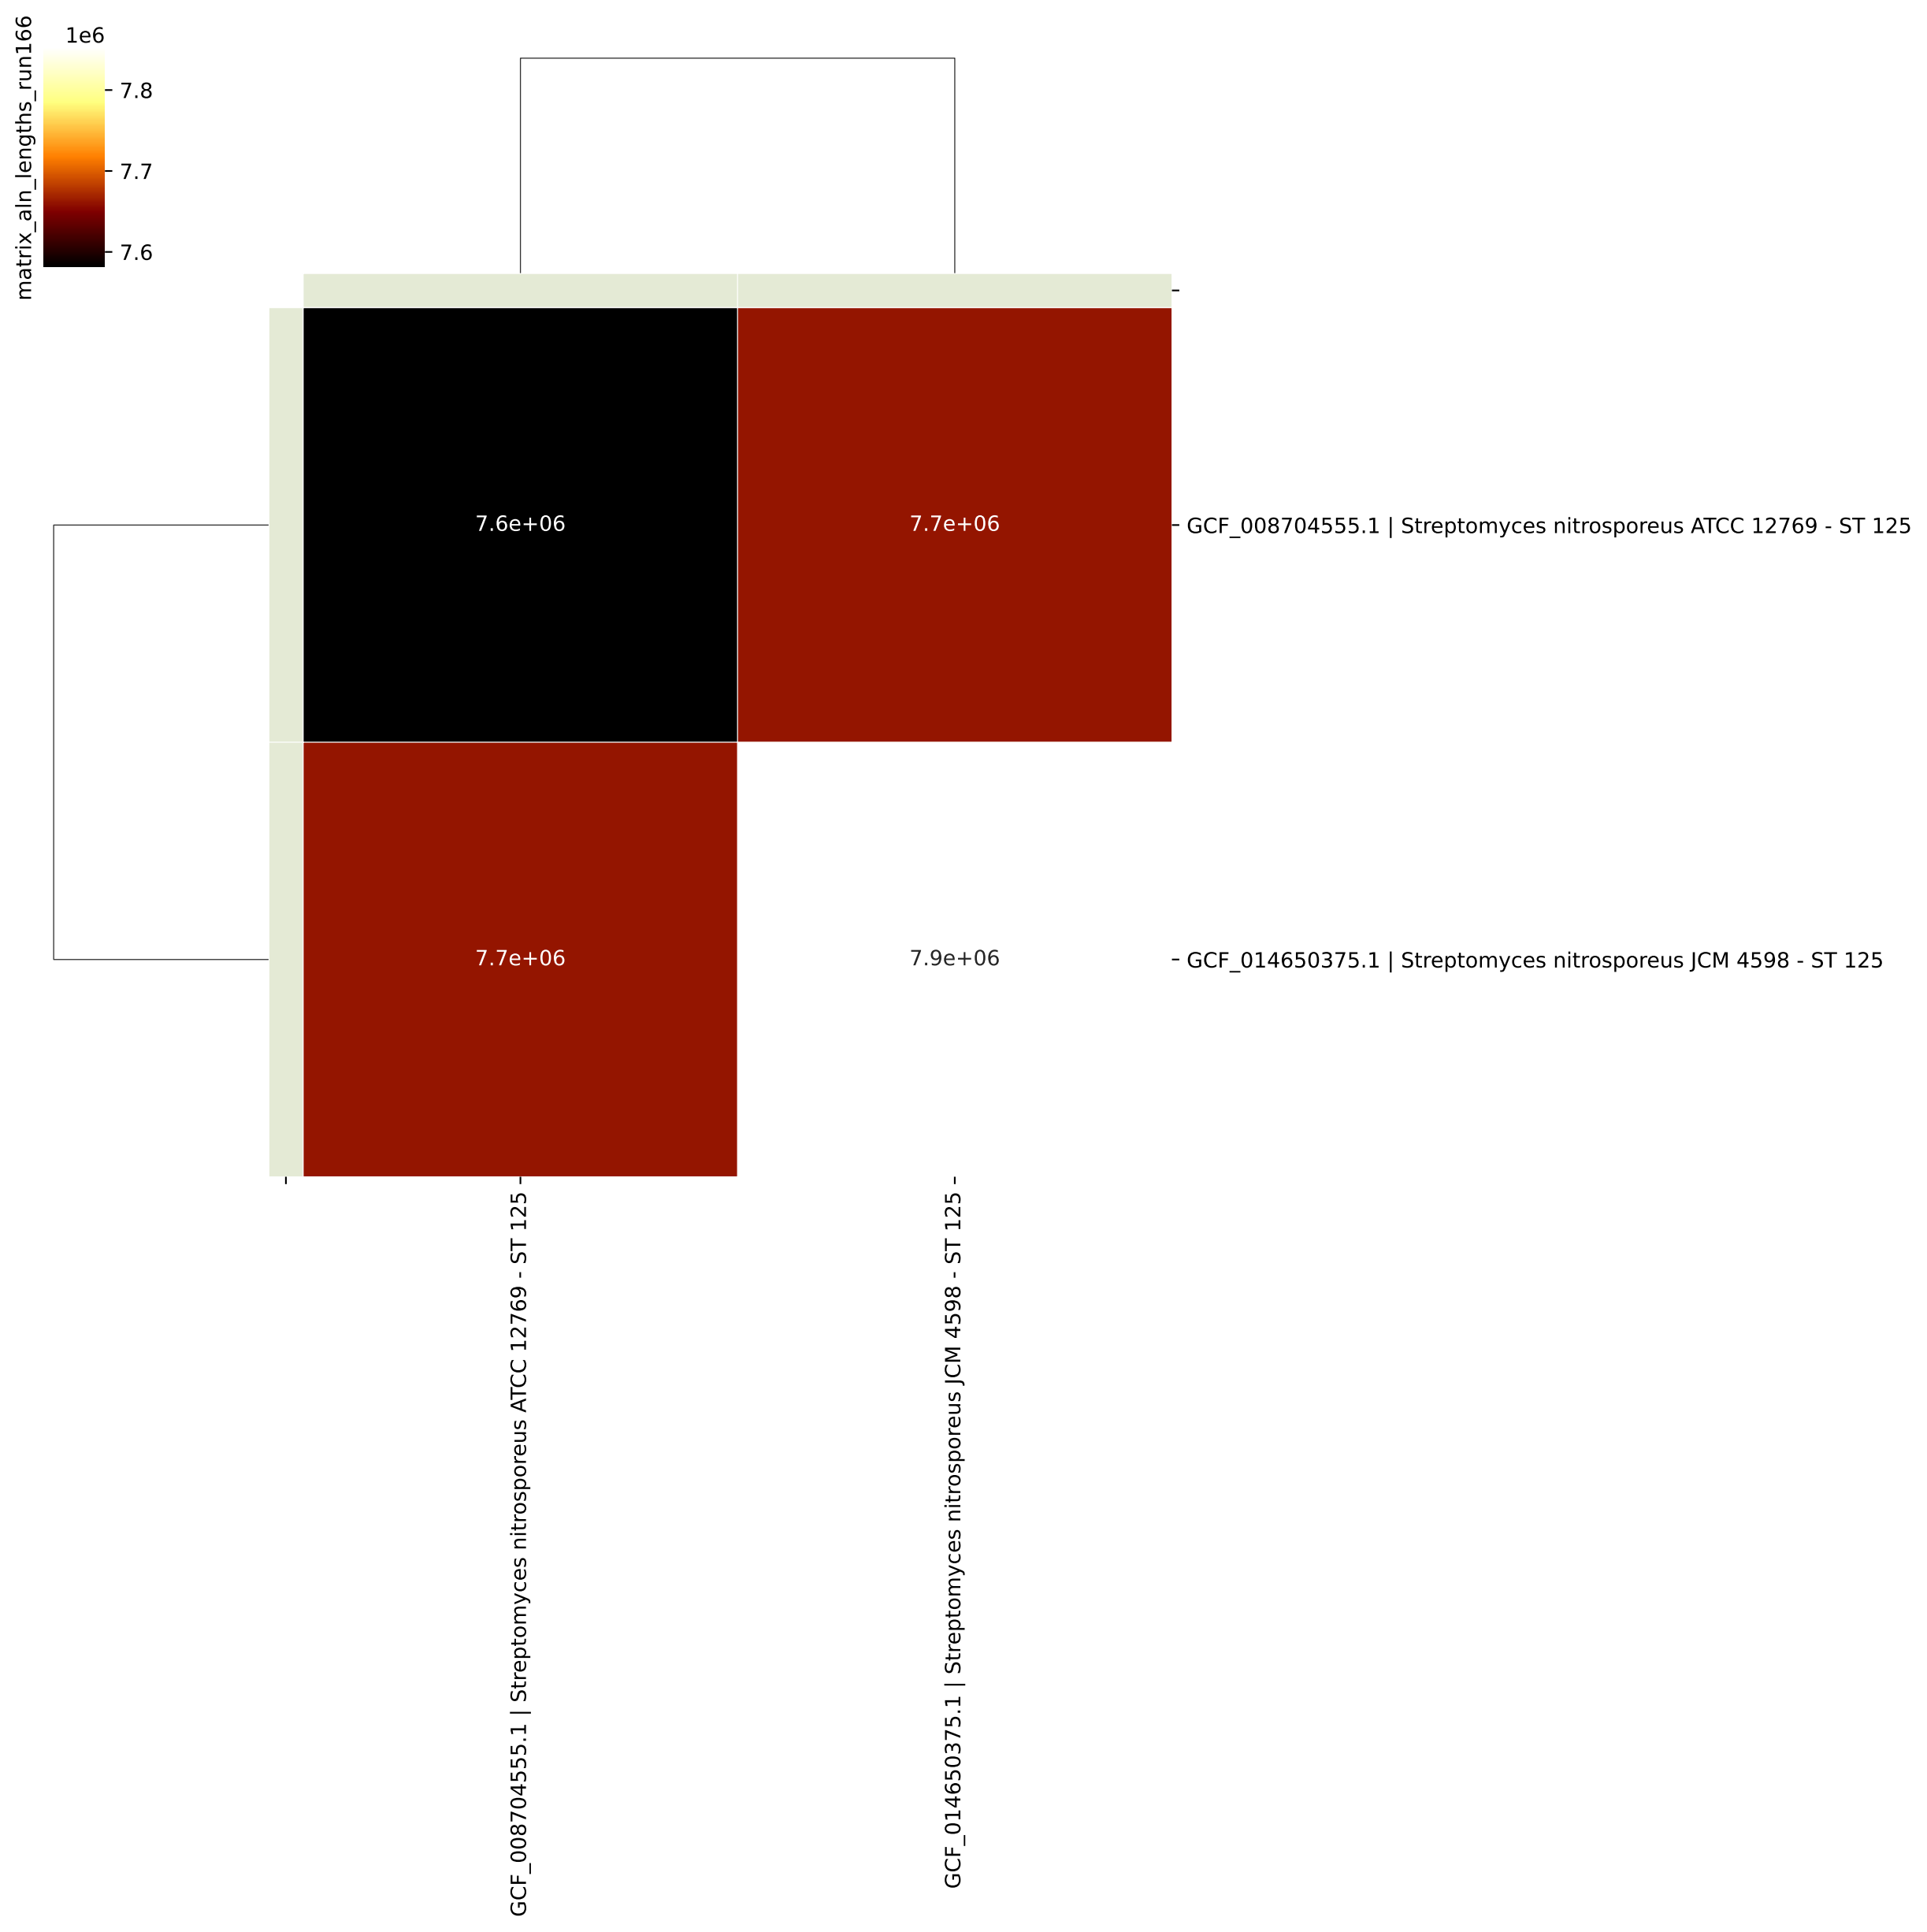 matrix_aln_lengths_run166
1e6
7.8
7.7
7.6
7.6e+06
7.7e+06
GCF_008704555.1 | Streptomyces nitrosporeus ATCC 12769 - ST 125
7.7e+06
7.9e+06
GCF_014650375.1 | Streptomyces nitrosporeus JCM 4598 - ST 125
GCF_008704555.1 | Streptomyces nitrosporeus ATCC 12769 - ST 125
GCF_014650375.1 | Streptomyces nitrosporeus JCM 4598 - ST 125